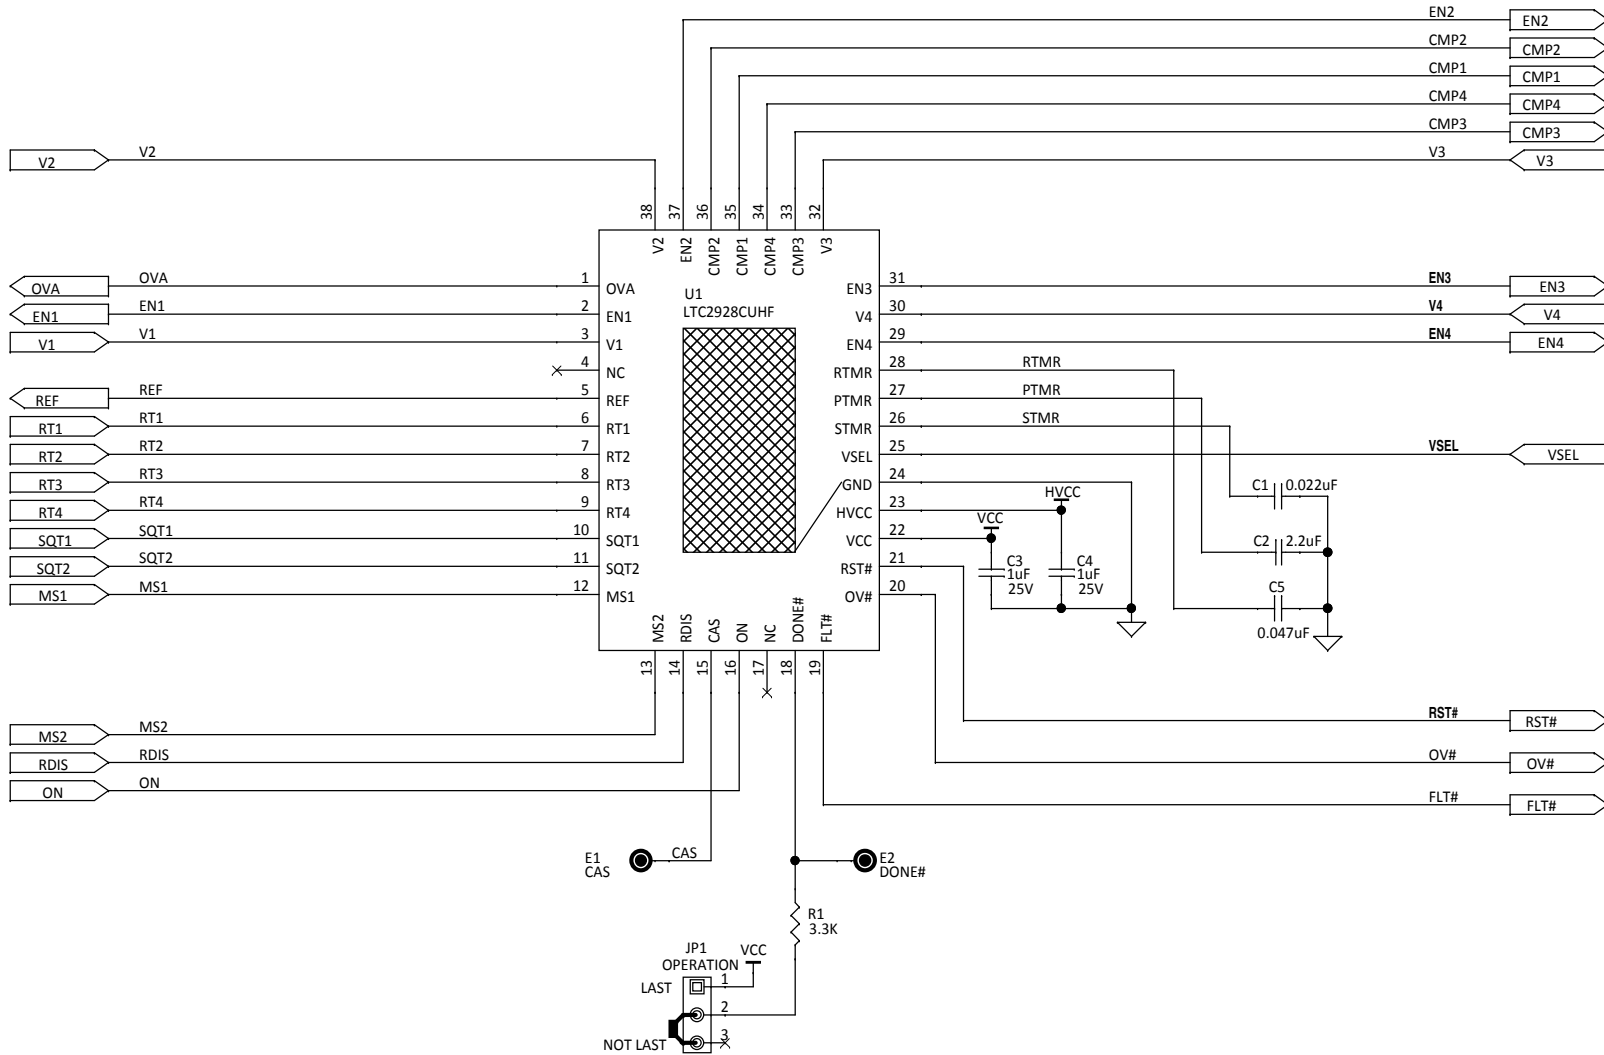 EN2 EN2
CMP2 CMP2
CMP1 CMP1
CMP4 CMP4
CMP3 CMP3
V2 V2
V3 V3
38 37 36 35 34 33 32
V2 EN2 CMP2 CMP1 CMP4 CMP3 V3
U1
LTC2928CUHF
OVA OVA 1 OVA
EN1 EN1 2 EN1
V1 V1 3 V1
4 NC
REF REF 5 REF
RT1 RT1 6 RT1
RT2 RT2 7 RT2
RT3 RT3 8 RT3
RT4 RT4 9 RT4
SQT1 SQT1 10 SQT1
SQT2 SQT2 11 SQT2
MS1 MS1 12 MS1
EN3 31 EN3 EN3
V4 30 V4 V4
EN4 29 EN4 EN4
RTMR 28 RTMR
PTMR 27 PTMR
STMR 26 STMR
VSEL 25 VSEL VSEL
GND 24
HVCC 23 HVCC
VCC 22 VCC
RST# 21
OV# 20
C1 0.022uF
C2 2.2uF
C5
0.047uF
C3
1uF
25V
C4
1uF
25V
MS2 RDIS CAS ON NC DONE# FLT#
13 14 15 16 17 18 19
MS2 MS2
RDIS RDIS
ON ON
RST# RST#
OV# OV#
FLT# FLT#
E1
CAS
CAS
E2
DONE#
R1
3.3K
JP1
OPERATION
VCC
LAST 1
2
NOT LAST 3